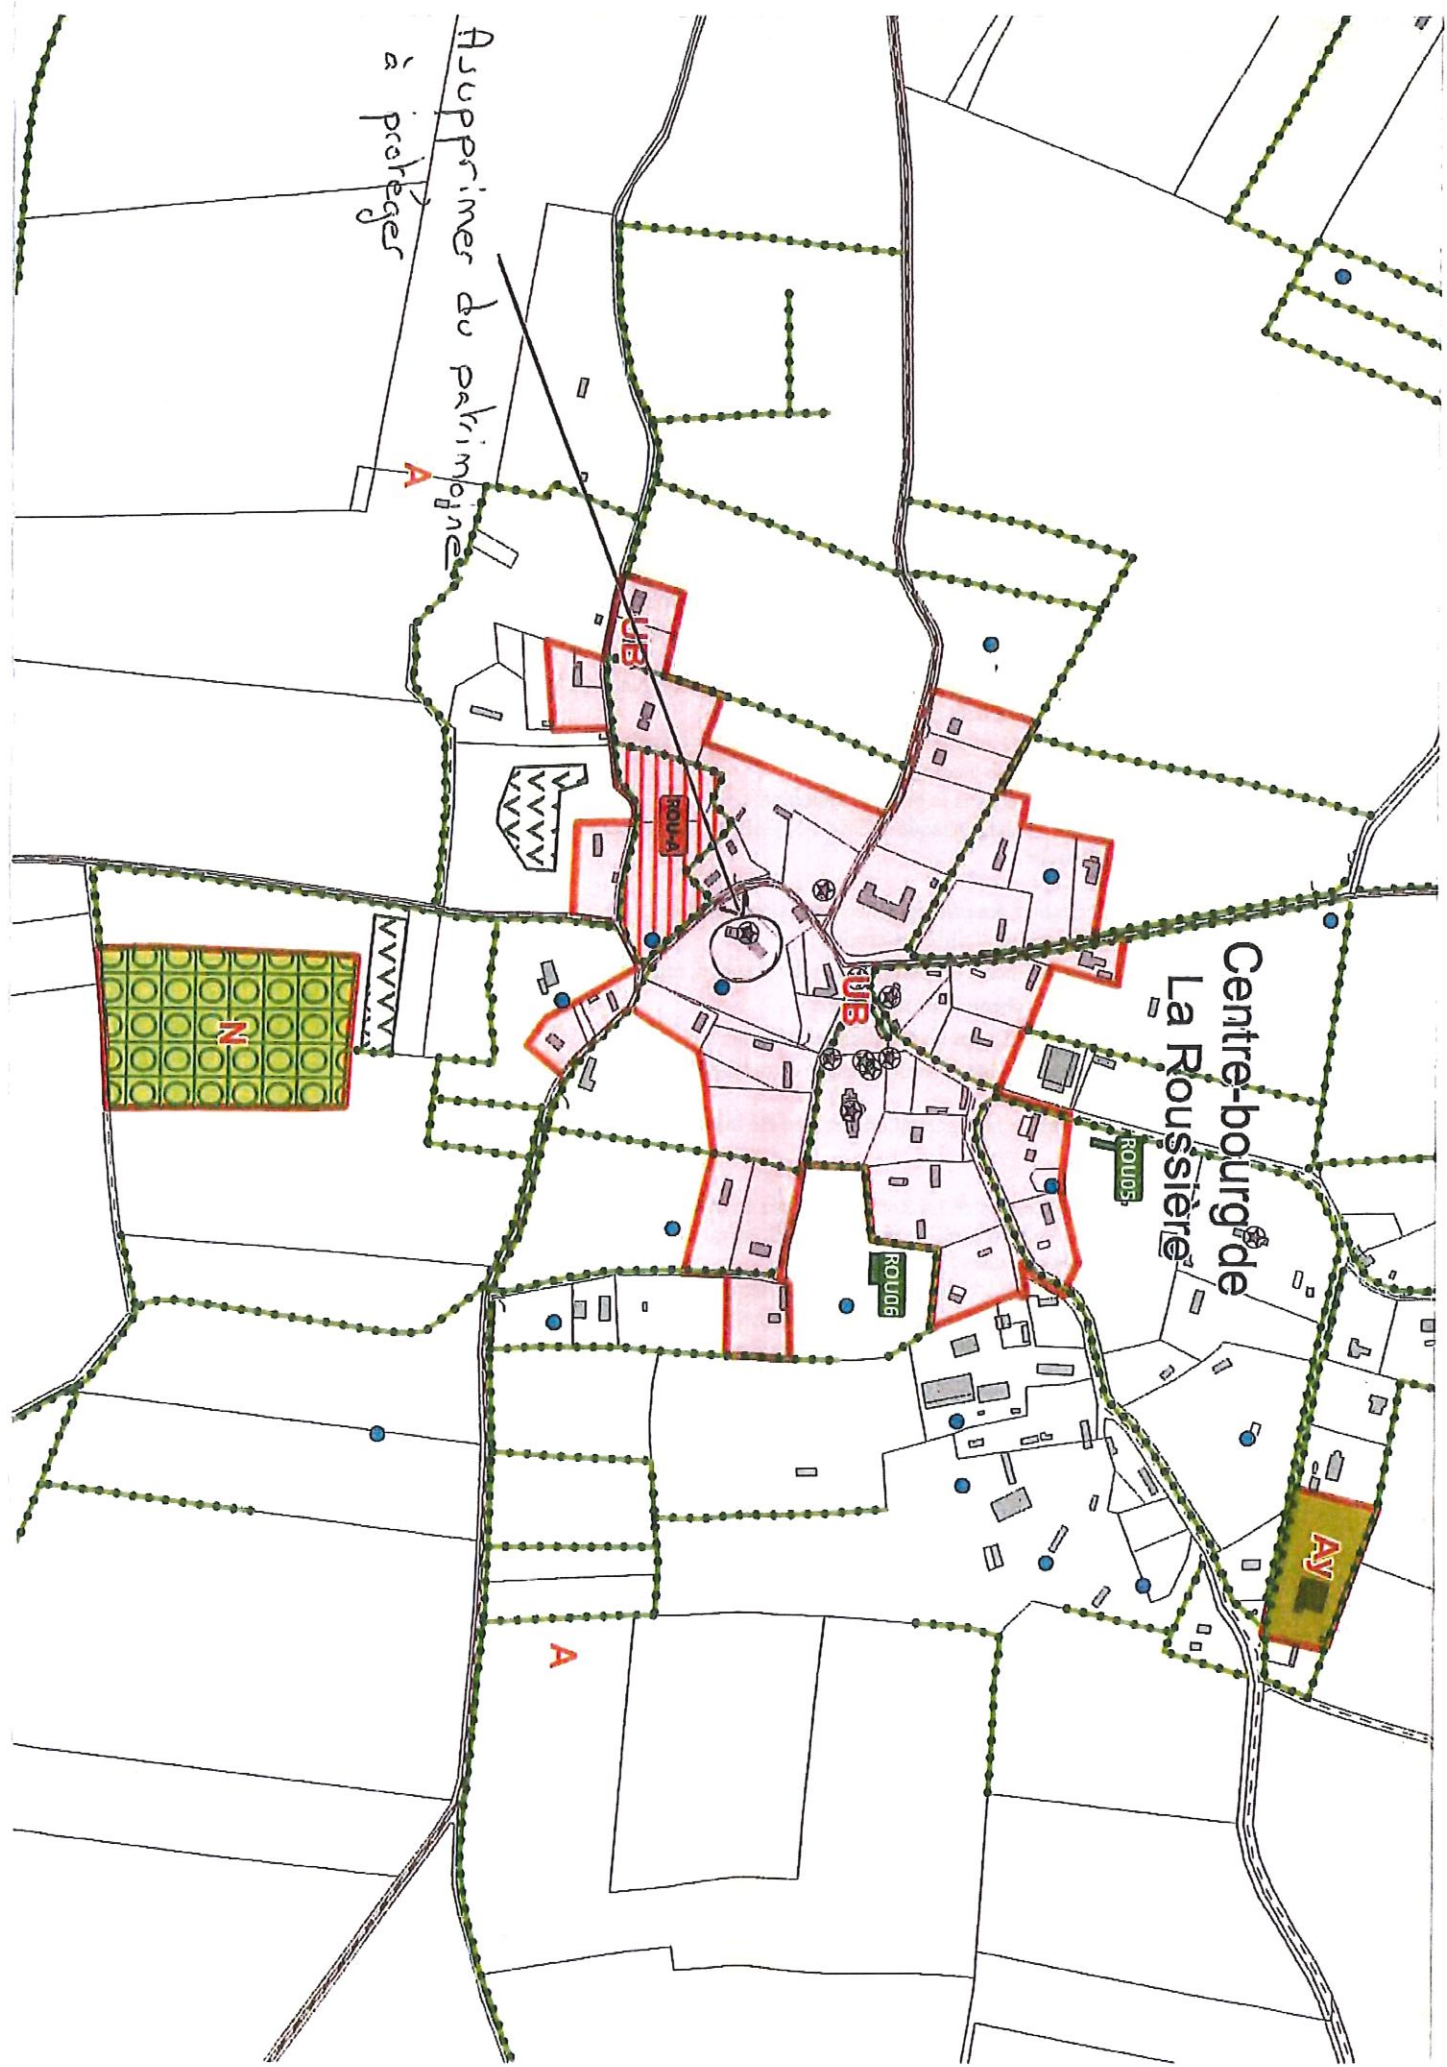 Centre-bourg de
La Roussière
A supprimer du patrimoine
à protéger
A
UB
ROU-A
UB
ROU05
ROU06
N
Ay
A